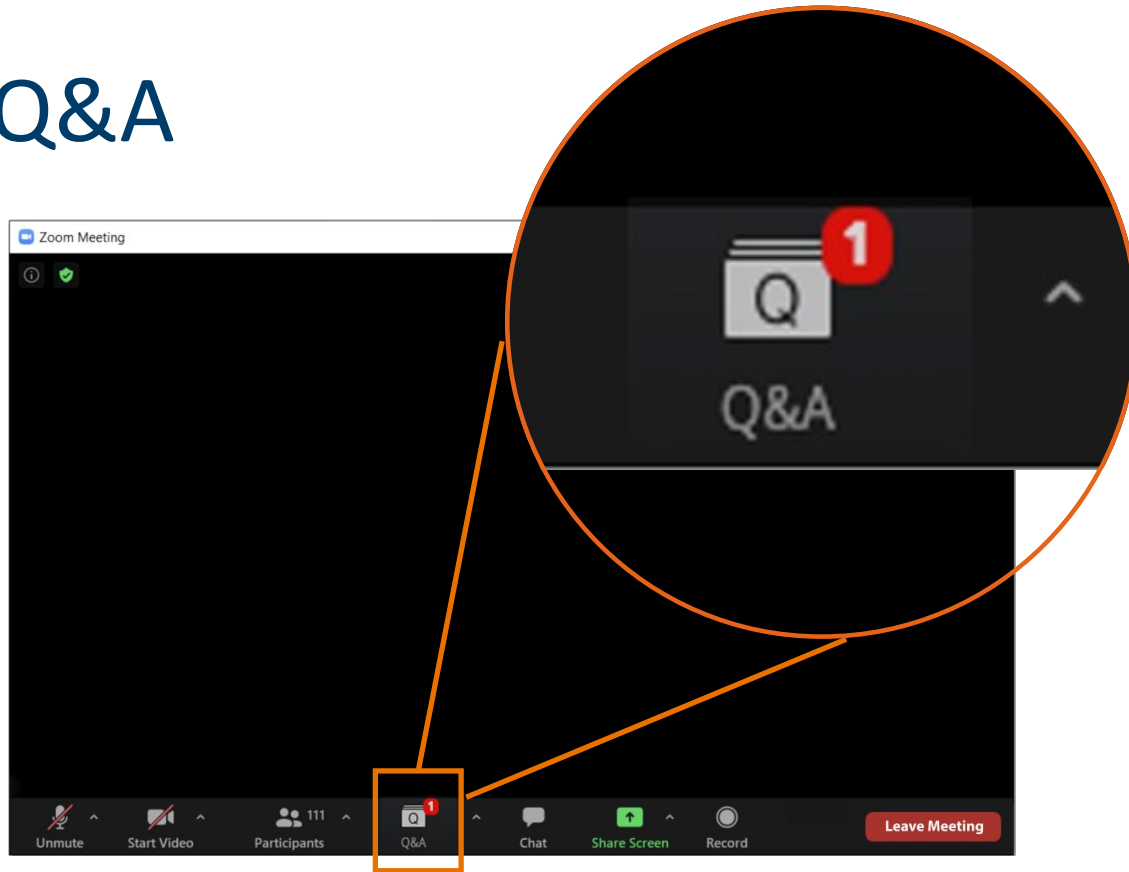 Q&A
Zoom Meeting
1
Q
Q&A
111
1
Q
Unmute
Start Video
Participants
Q&A
Chat
Share Screen
Record
Leave Meeting